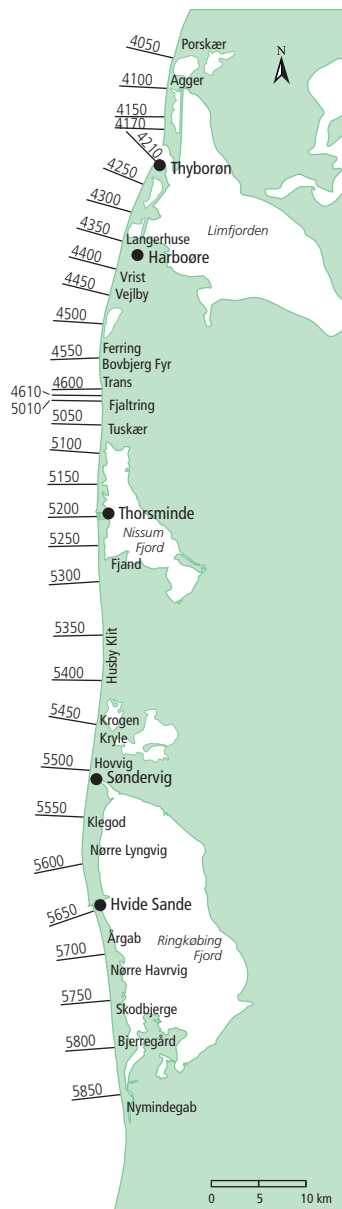 4050
Porskær
N
4100
Agger
4150
4170
4210
Thyborøn
4250
4300
Limfjorden
4350
Langerhuse
4400
Harboøre
Vrist
4450
Vejlby
4500
Ferring
4550
Bovbjerg Fyr
4600
Trans
4610
5010
Fjaltring
5050
Tuskær
5100
5150
5200
Thorsminde
Nissum
Fjord
5250
Fjand
5300
5350
Husby Klit
5400
5450
Krogen
Kryle
5500
Hovvig
Søndervig
5550
Klegod
Nørre Lyngvig
5600
Hvide Sande
5650
Årgab
Ringkøbing
Fjord
5700
Nørre Havrvig
5750
Skodbjerge
5800
Bjerregård
5850
Nymindegab
0 5 10 km